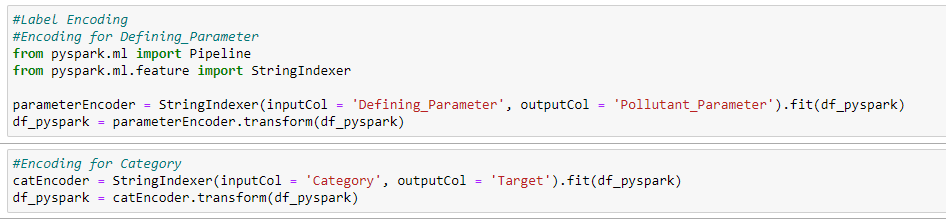 #Label Encoding
#Encoding for Defining_Parameter
from pyspark.ml import Pipeline
from pyspark.ml.feature import StringIndexer
parameterEncoder = StringIndexer(inputCol = 'Defining_Parameter', outputCol = 'Pollutant_Parameter').fit(df_pyspark)
df_pyspark = parameterEncoder.transform(df_pyspark)
#Encoding for Category
catEncoder = StringIndexer(inputCol = 'Category', outputCol = 'Target').fit(df_pyspark)
df_pyspark = catEncoder.transform(df_pyspark)